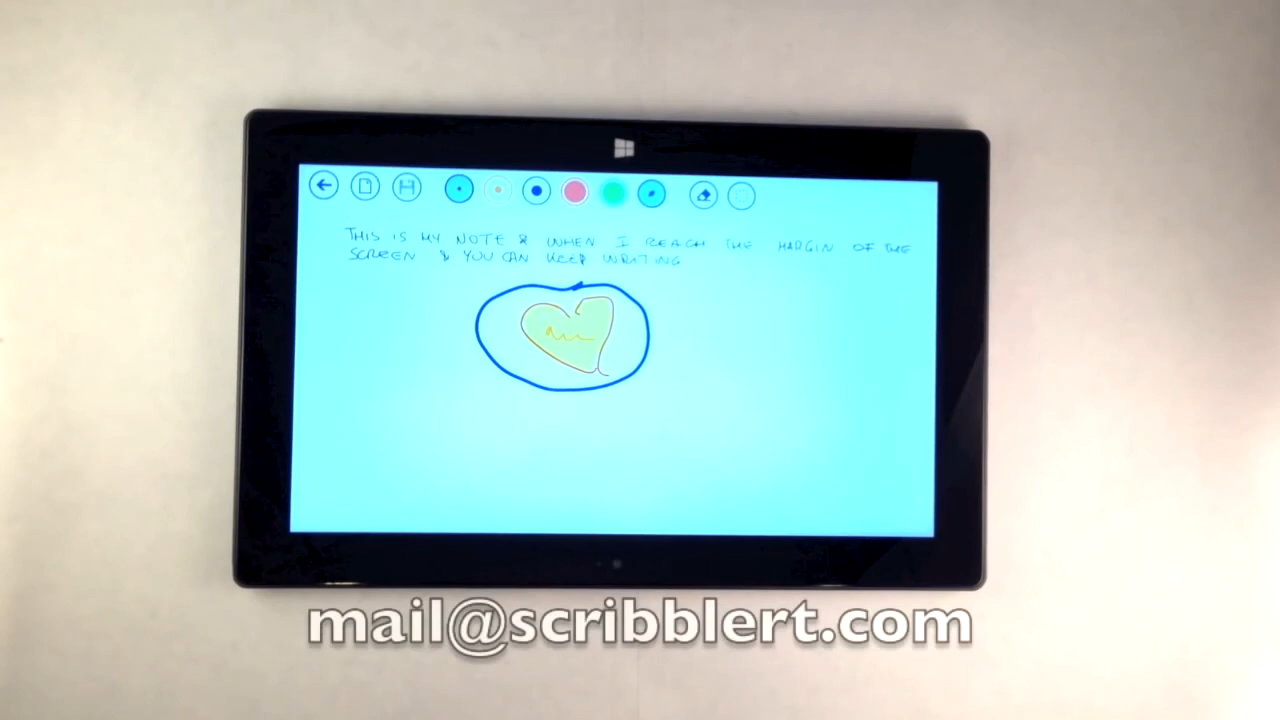 THIS IS MY NOTE & WHEN I REACH THE MARGIN OF THE
SCREEN & YOU CAN KEEP WRITING
mail@scribblert.com